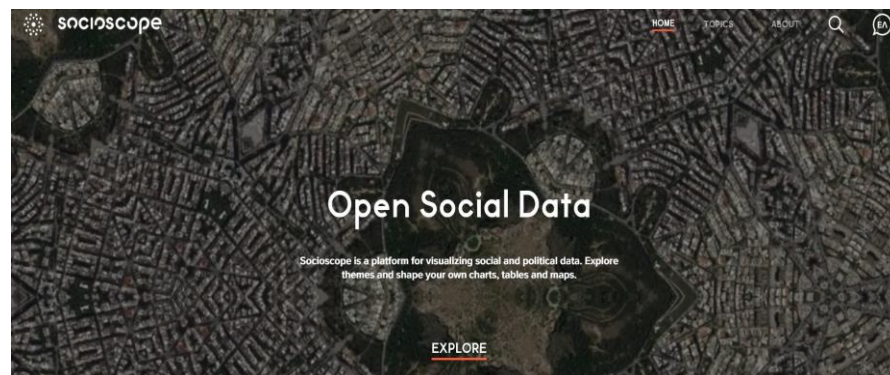 socioscope
HOME TOPICS ABOUT
ΕΛ
Open Social Data
Socioscope is a platform for visualizing social and political data. Explore
themes and shape your own charts, tables and maps.
EXPLORE